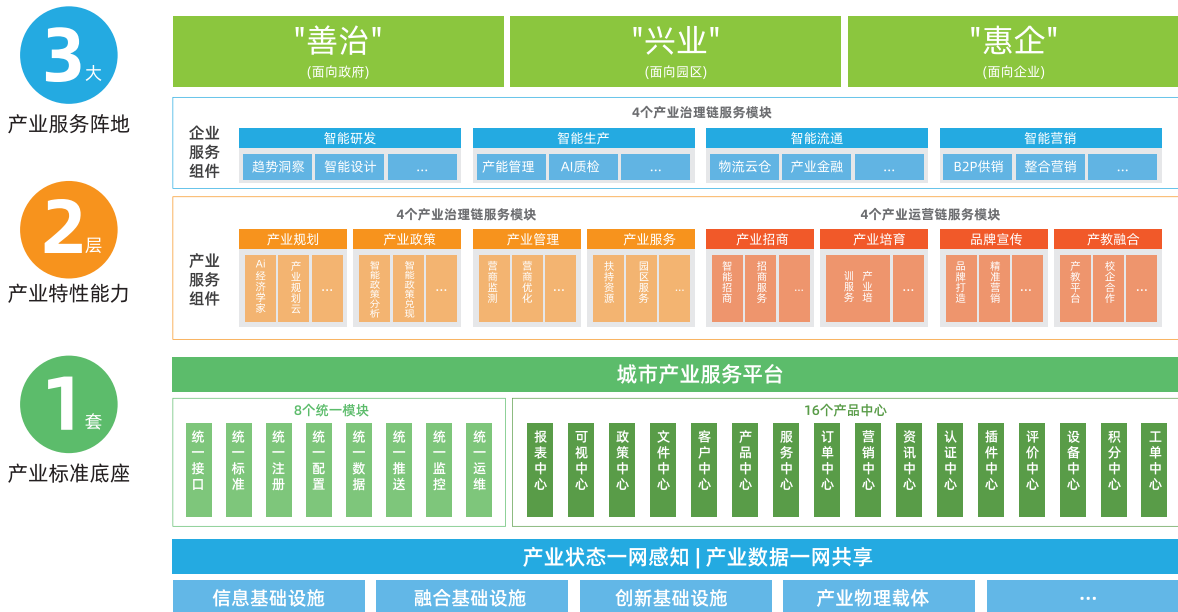 3大
产业服务阵地
"善治"
(面向政府)
"兴业"
(面向园区)
"惠企"
(面向企业)
4个产业治理链服务模块
企业
服务
组件
智能研发
趋势洞察
智能设计
...
智能生产
产能管理
AI质检
...
智能流通
物流云仓
产业金融
...
智能营销
B2P供销
整合营销
...
2层
产业特性能力
4个产业治理链服务模块
4个产业运营链服务模块
产业
服务
组件
产业规划
AI经济学家
产业规划云
...
产业政策
智能政策分析
智能政策兑现
...
产业管理
营商监测
营商优化
...
产业服务
扶持资源
园区服务
...
产业招商
智能招商
招商服务
...
产业培育
产业培
训服务
...
品牌宣传
品牌打造
精准营销
...
产教融合
产教平台
校企合作
...
1套
产业标准底座
城市产业服务平台
8个统一模块
统一接口
统一标准
统一注册
统一配置
统一数据
统一推送
统一监控
统一运维
16个产品中心
报表中心
可视中心
政策中心
文件中心
客户中心
产品中心
服务中心
订单中心
营销中心
资讯中心
认证中心
插件中心
评价中心
设备中心
积分中心
工单中心
产业状态一网感知 | 产业数据一网共享
信息基础设施
融合基础设施
创新基础设施
产业物理载体
...